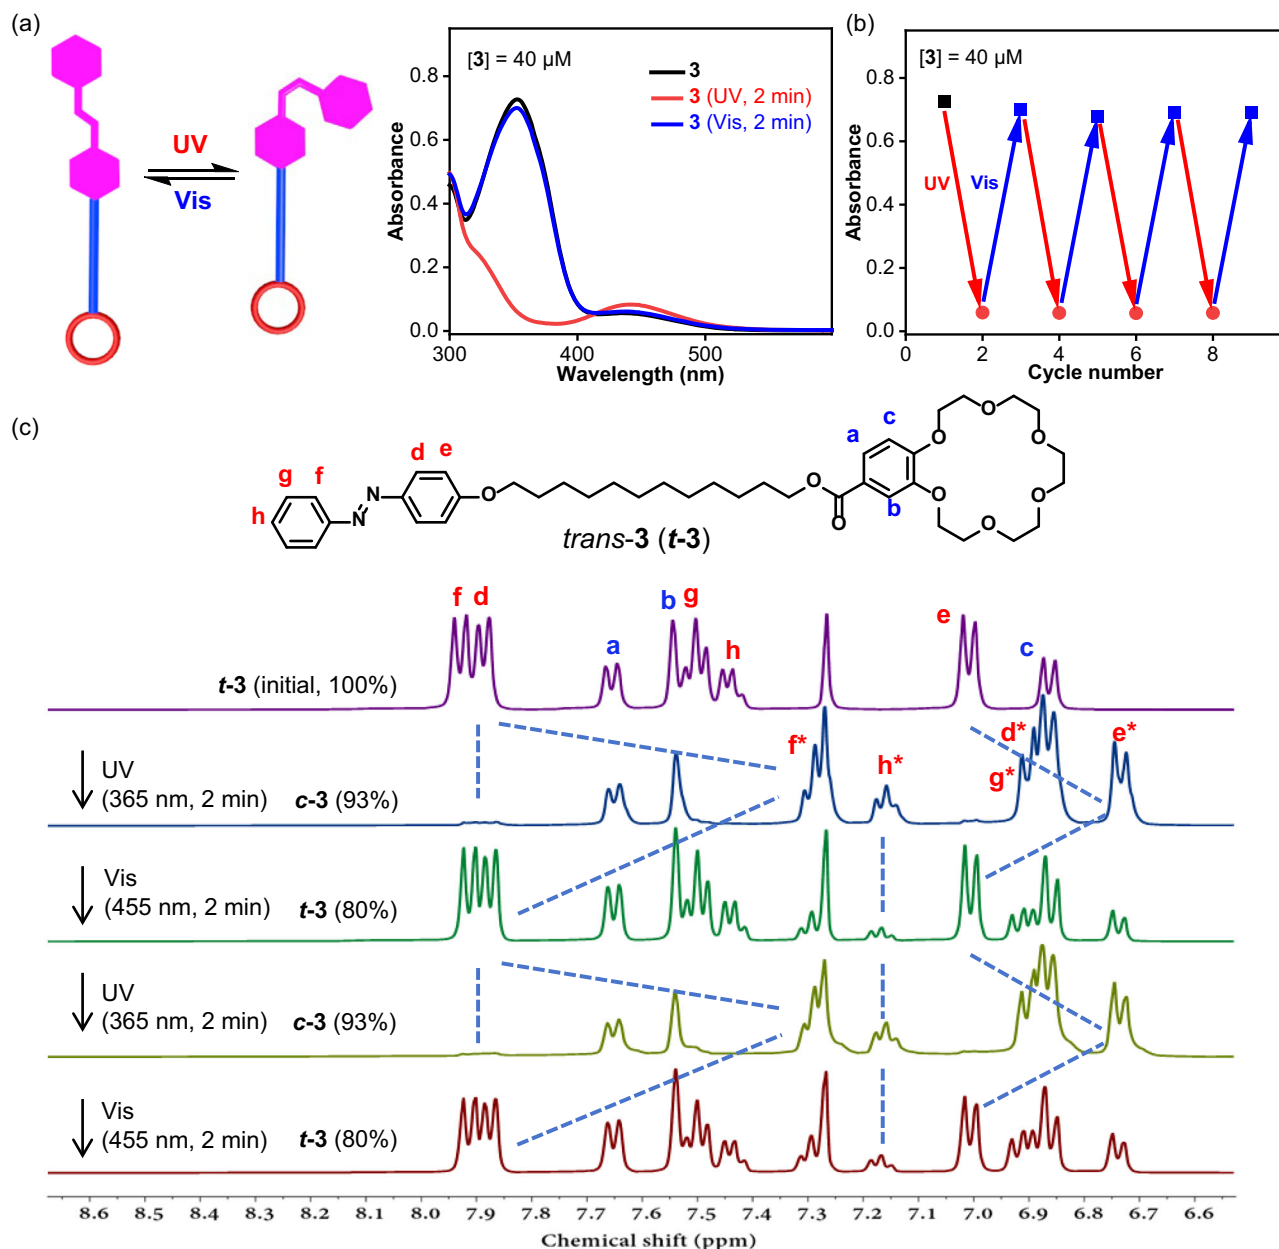 (a)
UV
Vis
[3] = 40 µM
3
3 (UV, 2 min)
3 (Vis, 2 min)
Absorbance
0.8
0.6
0.4
0.2
0.0
300
400
500
Wavelength (nm)
(b)
[3] = 40 µM
UV
Vis
Absorbance
0.8
0.6
0.4
0.2
0.0
0
2
4
6
8
Cycle number
(c)
h
g
f
N
N
d
e
O
O
O
a
b
c
O
O
O
O
O
O
trans-3 (t-3)
f
d
a
b
g
h
e
c
t-3 (initial, 100%)
UV
(365 nm, 2 min)
c-3 (93%)
f*
h*
g*
d*
e*
Vis
(455 nm, 2 min)
t-3 (80%)
UV
(365 nm, 2 min)
c-3 (93%)
Vis
(455 nm, 2 min)
t-3 (80%)
8.6 8.5 8.4 8.3 8.2 8.1 8.0 7.9 7.8 7.7 7.6 7.5 7.4 7.3 7.2 7.1 7.0 6.9 6.8 6.7 6.6
Chemical shift (ppm)